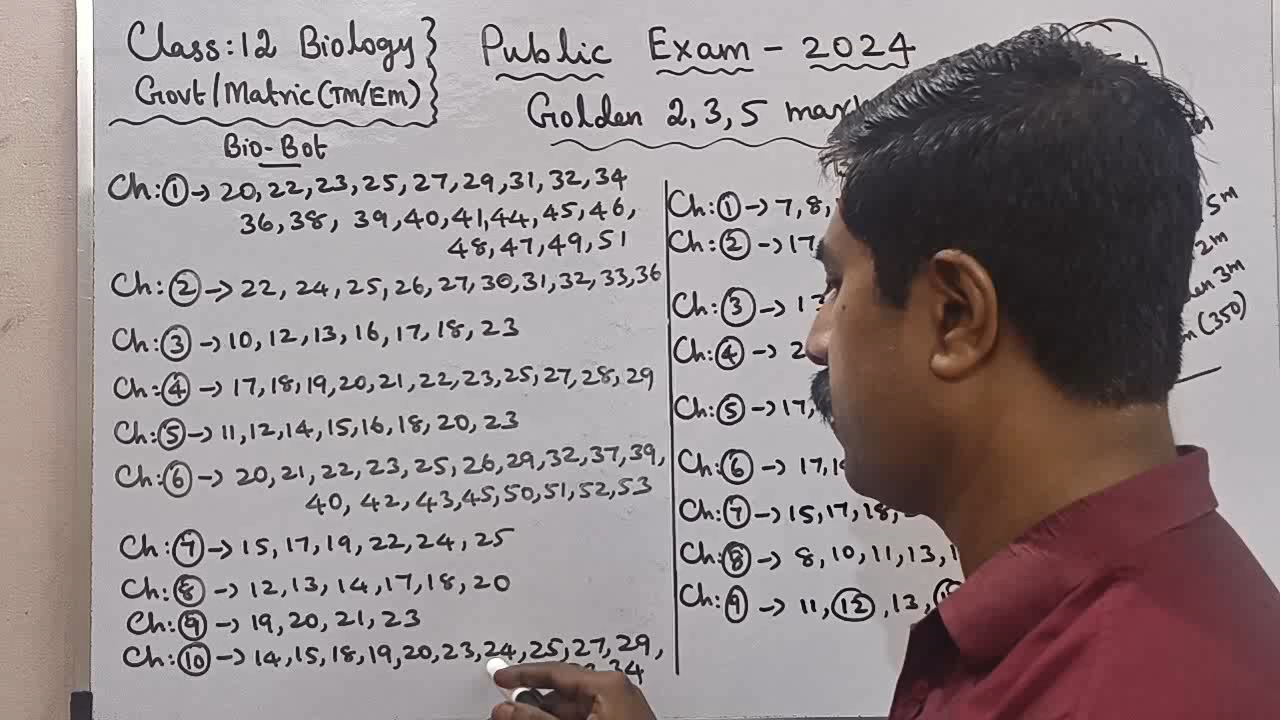 Class:12 Biology
Govt/Matric(TM/EM)
Public Exam - 2024
Golden 2,3,5
Bio-Bot
Ch:① → 20,22,23,25,27,29,31,32,34
36,38, 39,40,41,44,45,46,
48,47,49,51
Ch:② → 22, 24,25,26,27,30,31,32,33,36
Ch:③ → 10,12,13,16,17,18,23
Ch:④ → 17,18,19,20,21,22,23,25,27,28,29
Ch:⑤ → 11,12,14,15,16,18,20,23
Ch:⑥ → 20,21,22,23,25,26,29,32,37,39,
40, 42, 43,45,50,51,52,53
Ch:⑦ → 15,17,19,22,24,25
Ch:⑧ → 12,13,14,17,18,20
Ch:⑨ → 19,20,21,23
Ch:⑩ → 14,15,18,19,20,23,24,25,27,29,
34
Ch:① → 7,8,
Ch:② → 17,
Ch:③ →
Ch:④ →
Ch:⑤ → 17,
Ch:⑥ → 17,
Ch:⑦ → 15,17,18,
Ch:⑧ → 8,10,11,13,
Ch:⑨ → 11,⑫,13,
5m
2m
3m
(350)